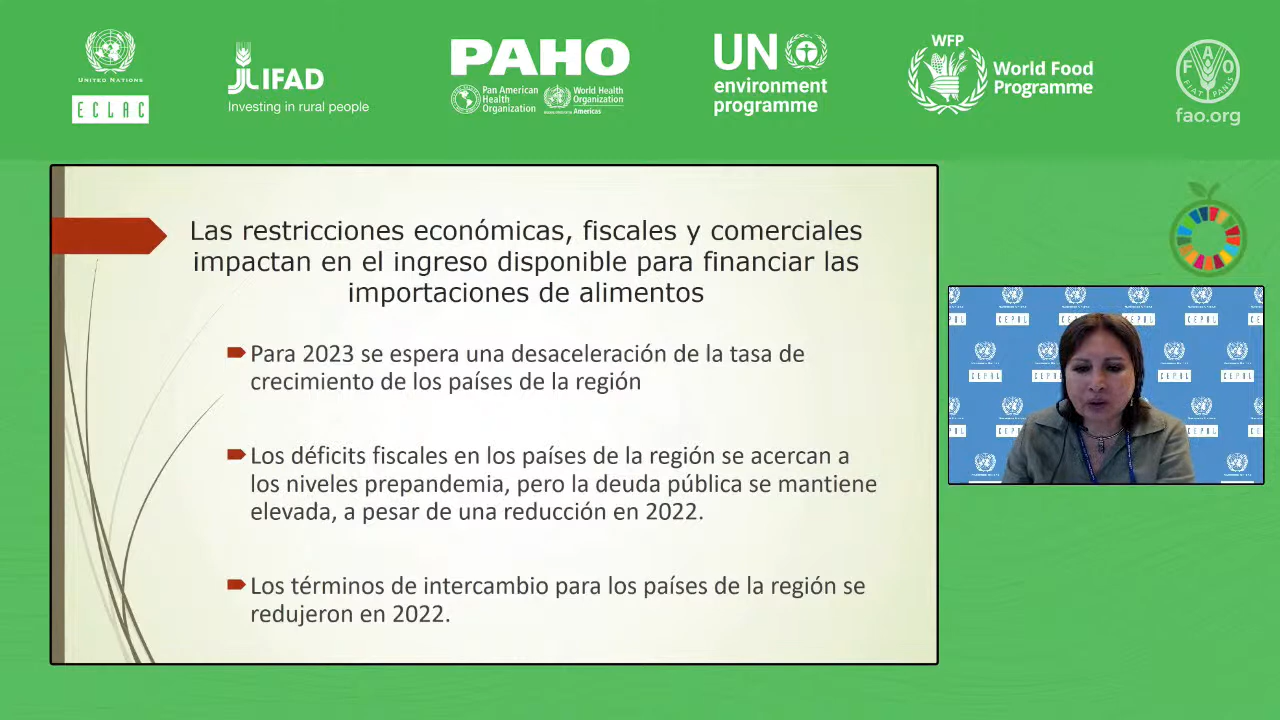 UNITED NATIONS
ECLAC
IFAD
Investing in rural people
PAHO
Pan American
Health
Organization
World Health
Organization
Americas
UN
environment
programme
WFP
World Food
Programme
F A O
FIAT PANIS
fao.org
Las restricciones económicas, fiscales y comerciales
impactan en el ingreso disponible para financiar las
importaciones de alimentos
Para 2023 se espera una desaceleración de la tasa de
crecimiento de los países de la región
Los déficits fiscales en los países de la región se acercan a
los niveles prepandemia, pero la deuda pública se mantiene
elevada, a pesar de una reducción en 2022.
Los términos de intercambio para los países de la región se
redujeron en 2022.
CEPAL
CEPAL
CEPAL
CEPAL